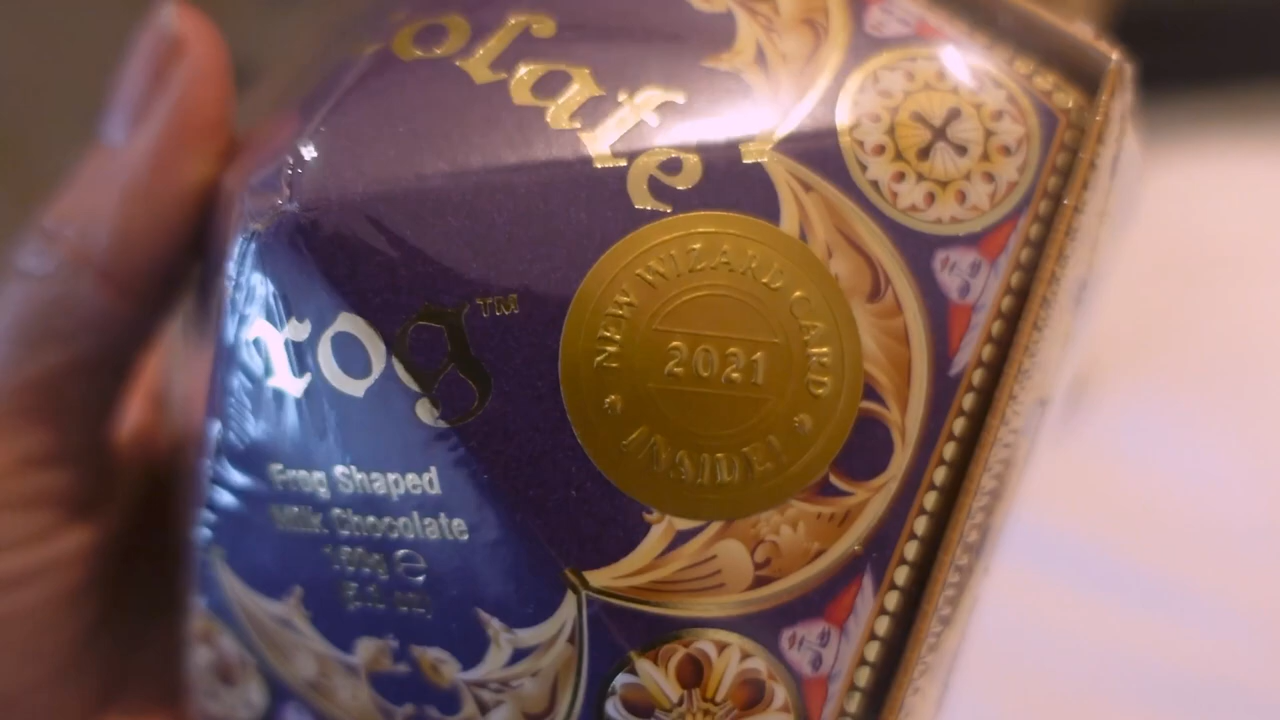 olate
rog™
NEW WIZARD CARD
2021
INSIDE!
Frog Shaped
Milk Chocolate